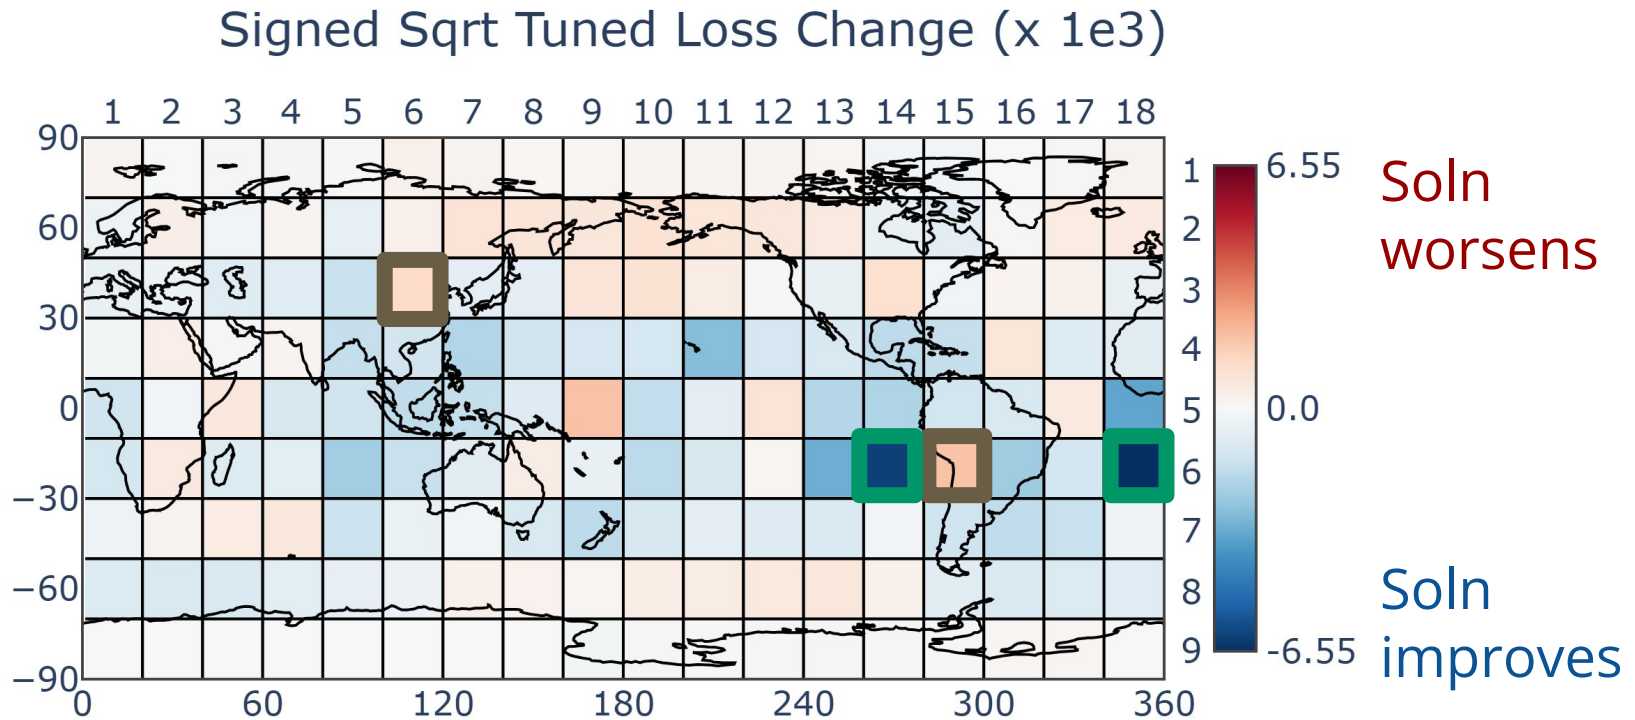 Signed Sqrt Tuned Loss Change (x 1e3)
1 2 3 4 5 6 7 8 9 10 11 12 13 14 15 16 17 18
90
60
30
0
−30
−60
−90
0 60 120 180 240 300 360
1
2
3
4
5
6
7
8
9
6.55
0.0
-6.55
Soln
worsens
Soln
improves